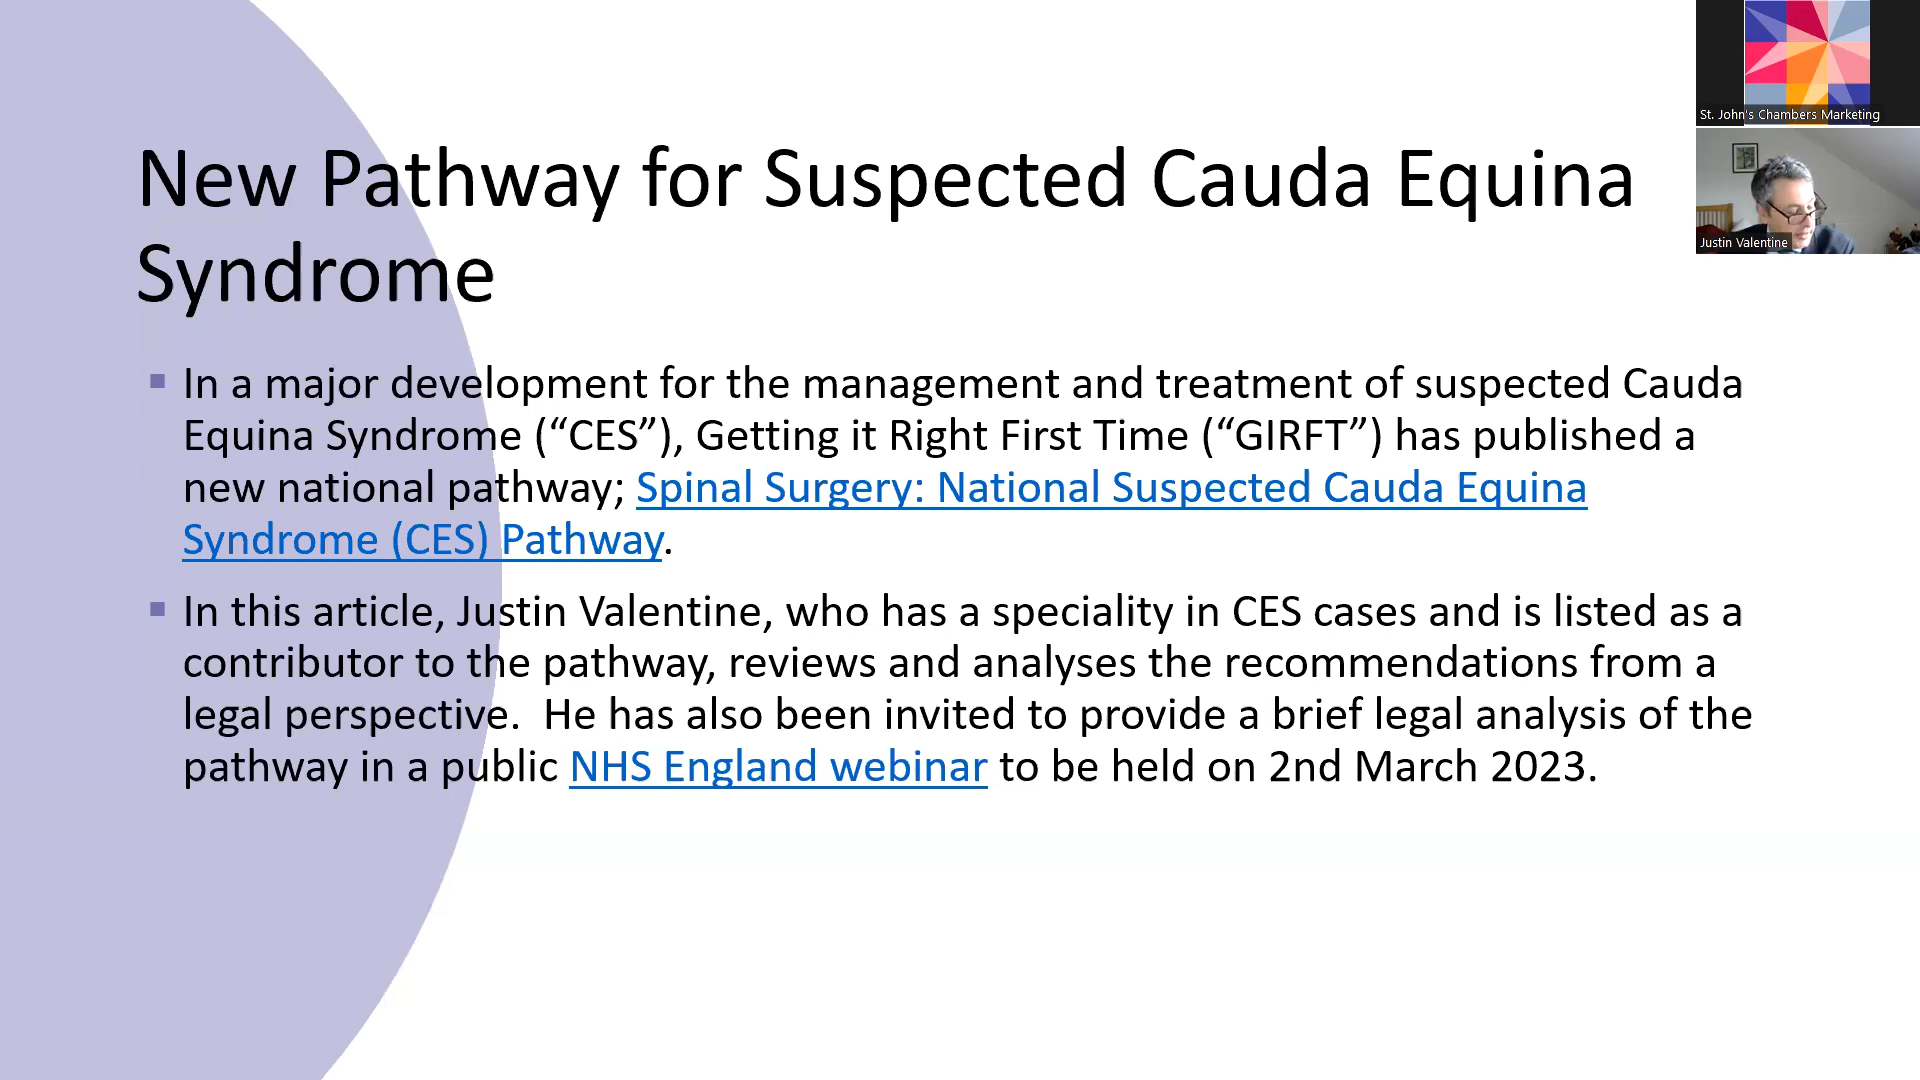 New Pathway for Suspected Cauda Equina
Syndrome
In a major development for the management and treatment of suspected Cauda
Equina Syndrome (“CES”), Getting it Right First Time (“GIRFT”) has published a
new national pathway; Spinal Surgery: National Suspected Cauda Equina
Syndrome (CES) Pathway.
In this article, Justin Valentine, who has a speciality in CES cases and is listed as a
contributor to the pathway, reviews and analyses the recommendations from a
legal perspective.  He has also been invited to provide a brief legal analysis of the
pathway in a public NHS England webinar to be held on 2nd March 2023.
St. John's Chambers Marketing
Justin Valentine